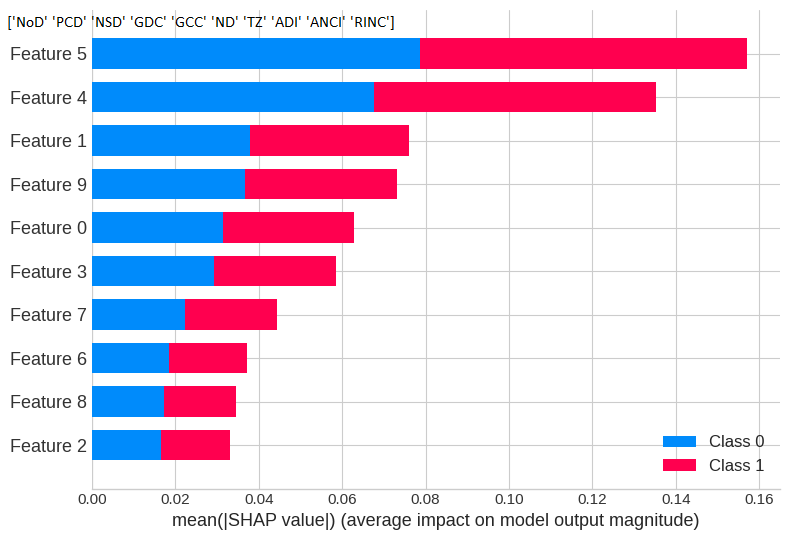 ['NoD' 'PCD' 'NSD' 'GDC' 'GCC' 'ND' 'TZ' 'ADI' 'ANCI' 'RINC']
Feature 5
Feature 4
Feature 1
Feature 9
Feature 0
Feature 3
Feature 7
Feature 6
Feature 8
Feature 2
Class 0
Class 1
0.00 0.02 0.04 0.06 0.08 0.10 0.12 0.14 0.16
mean(|SHAP value|) (average impact on model output magnitude)